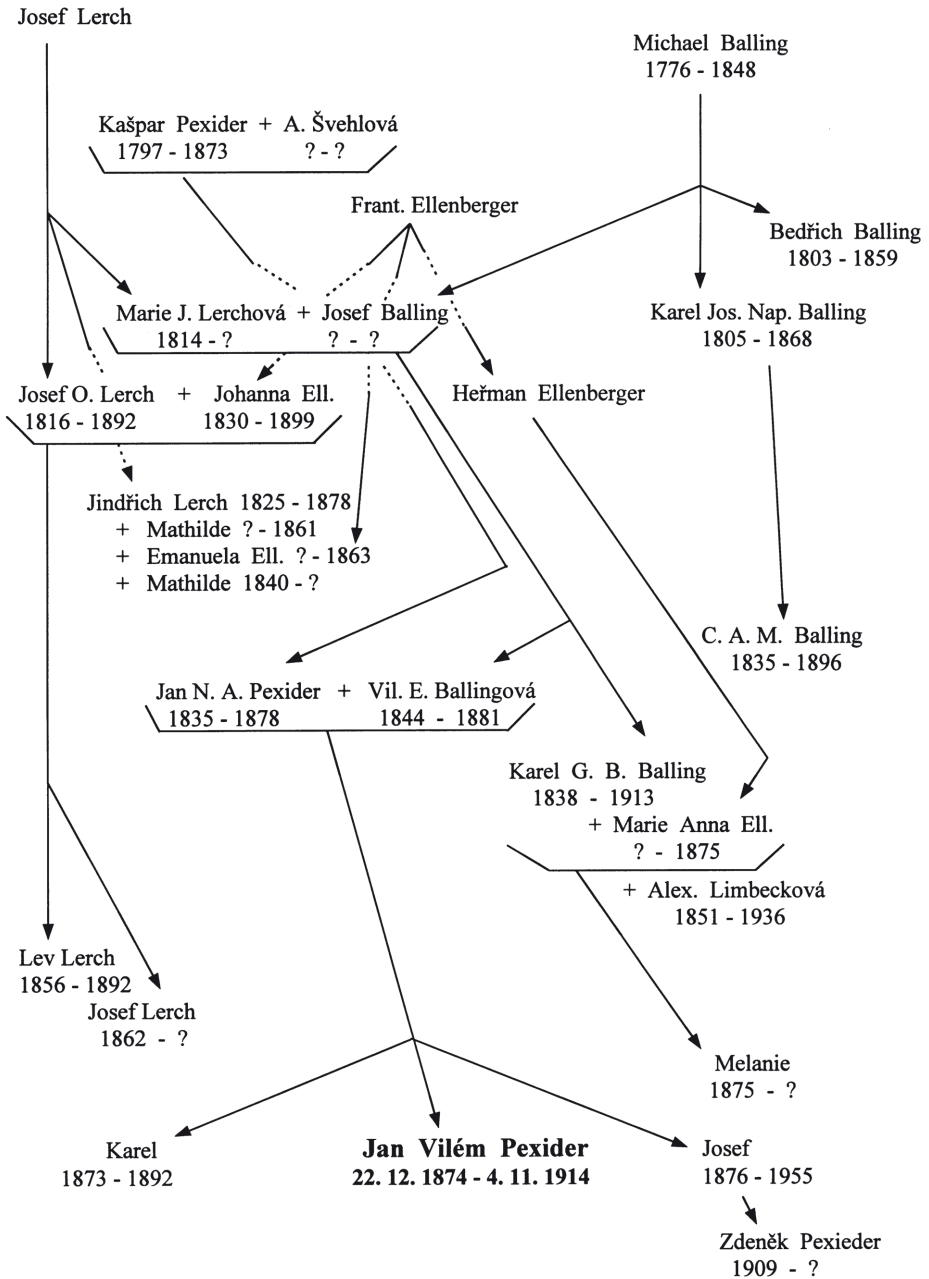 Josef Lerch
Michael Balling
1776 - 1848
Kašpar Pexider + A. Švehlová
1797 - 1873 ? - ?
Frant. Ellenberger
Bedřich Balling
1803 - 1859
Marie J. Lerchová + Josef Balling
1814 - ? ? - ?
Karel Jos. Nap. Balling
1805 - 1868
Josef O. Lerch + Johanna Ell.
1816 - 1892 1830 - 1899
Heřman Ellenberger
Jindřich Lerch 1825 - 1878
+ Mathilde ? - 1861
+ Emanuela Ell. ? - 1863
+ Mathilde 1840 - ?
C. A. M. Balling
1835 - 1896
Jan N. A. Pexider + Vil. E. Ballingová
1835 - 1878 1844 - 1881
Karel G. B. Balling
1838 - 1913
+ Marie Anna Ell.
? - 1875
+ Alex. Limbecková
1851 - 1936
Lev Lerch
1856 - 1892
Josef Lerch
1862 - ?
Melanie
1875 - ?
Karel
1873 - 1892
Jan Vilém Pexider
22. 12. 1874 - 4. 11. 1914
Josef
1876 - 1955
Zdeněk Pexieder
1909 - ?